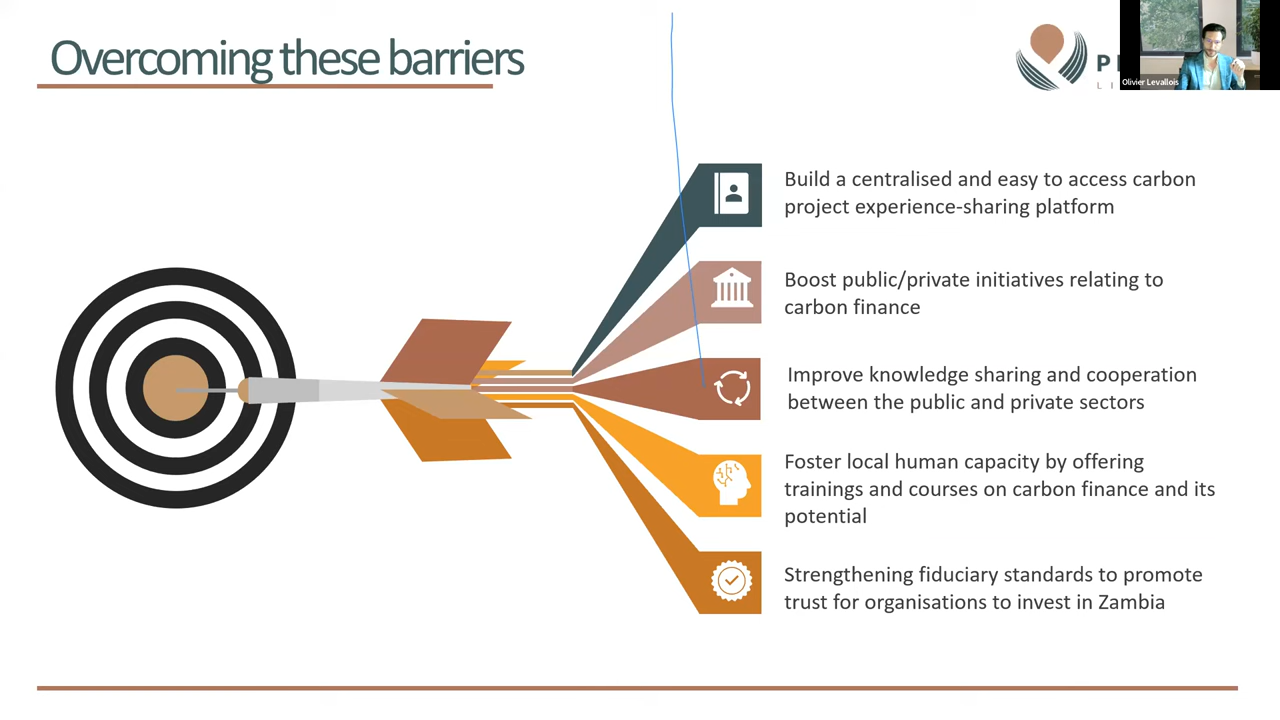 Overcoming these barriers
Olivier Levallois
Build a centralised and easy to access carbon
project experience-sharing platform
Boost public/private initiatives relating to
carbon finance
Improve knowledge sharing and cooperation
between the public and private sectors
Foster local human capacity by offering
trainings and courses on carbon finance and its
potential
Strengthening fiduciary standards to promote
trust for organisations to invest in Zambia